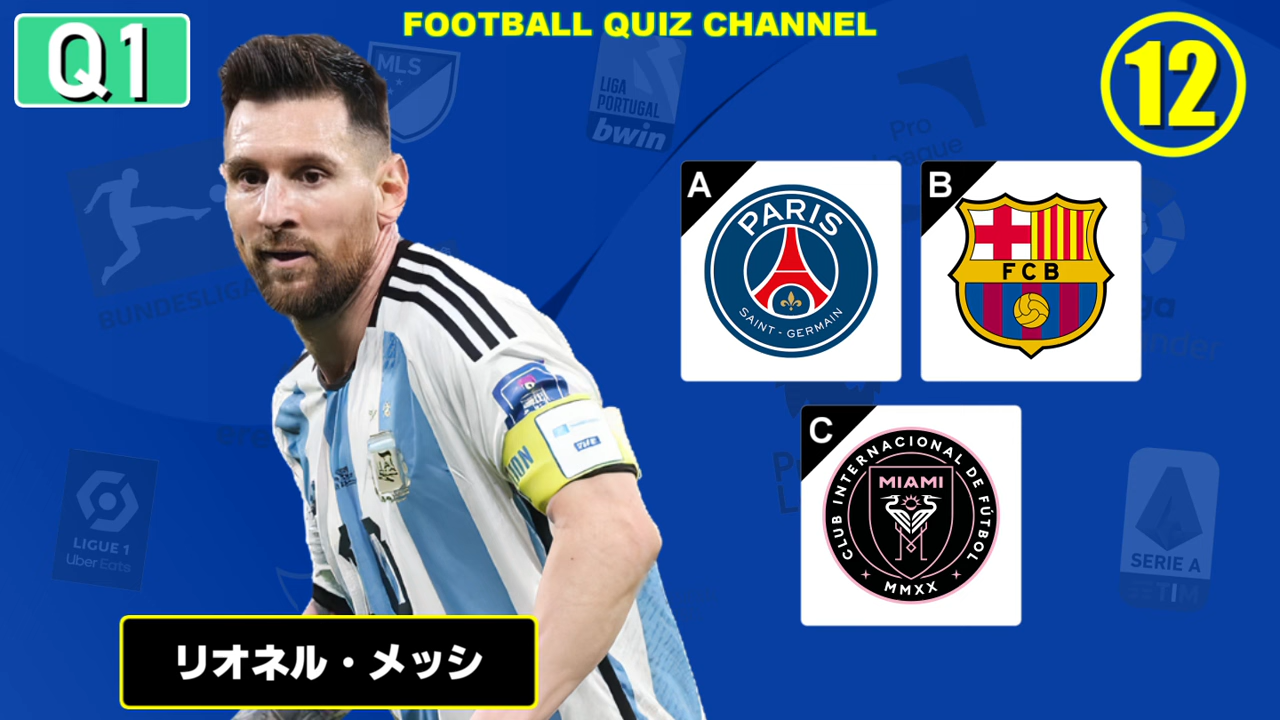 FOOTBALL QUIZ CHANNEL
Q1
12
MLS
LIGA
PORTUGAL
bwin
Pro
League
BUNDESLIGA
A
PARIS
SAINT - GERMAIN
B
FCB
C
CLUB INTERNACIONAL DE FÚTBOL
MIAMI
MMXX
LIGUE 1
Uber Eats
SERIE A
TIM
リオネル・メッシ